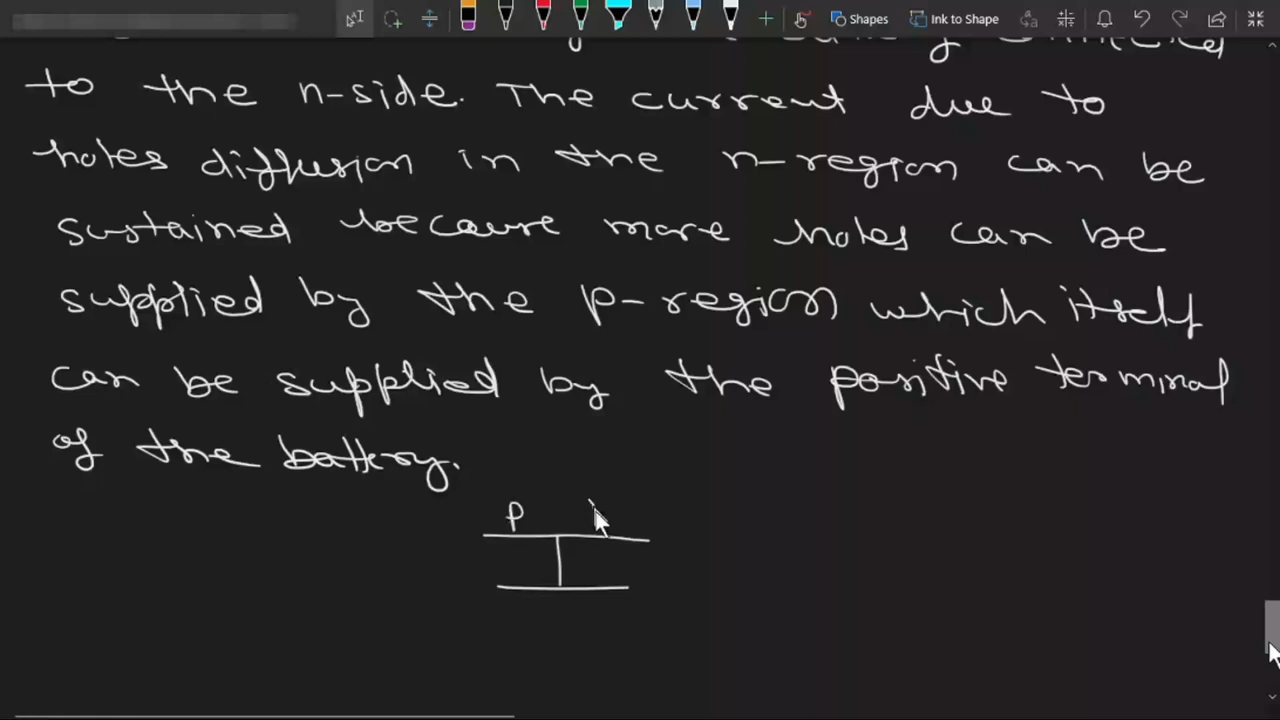 Shapes
Ink to Shape
to the n-side. The current due to
holes diffusion in the n-region can be
sustained because more holes can be
supplied by the p-region which itself
can be supplied by the positive terminal
of the battery.
P